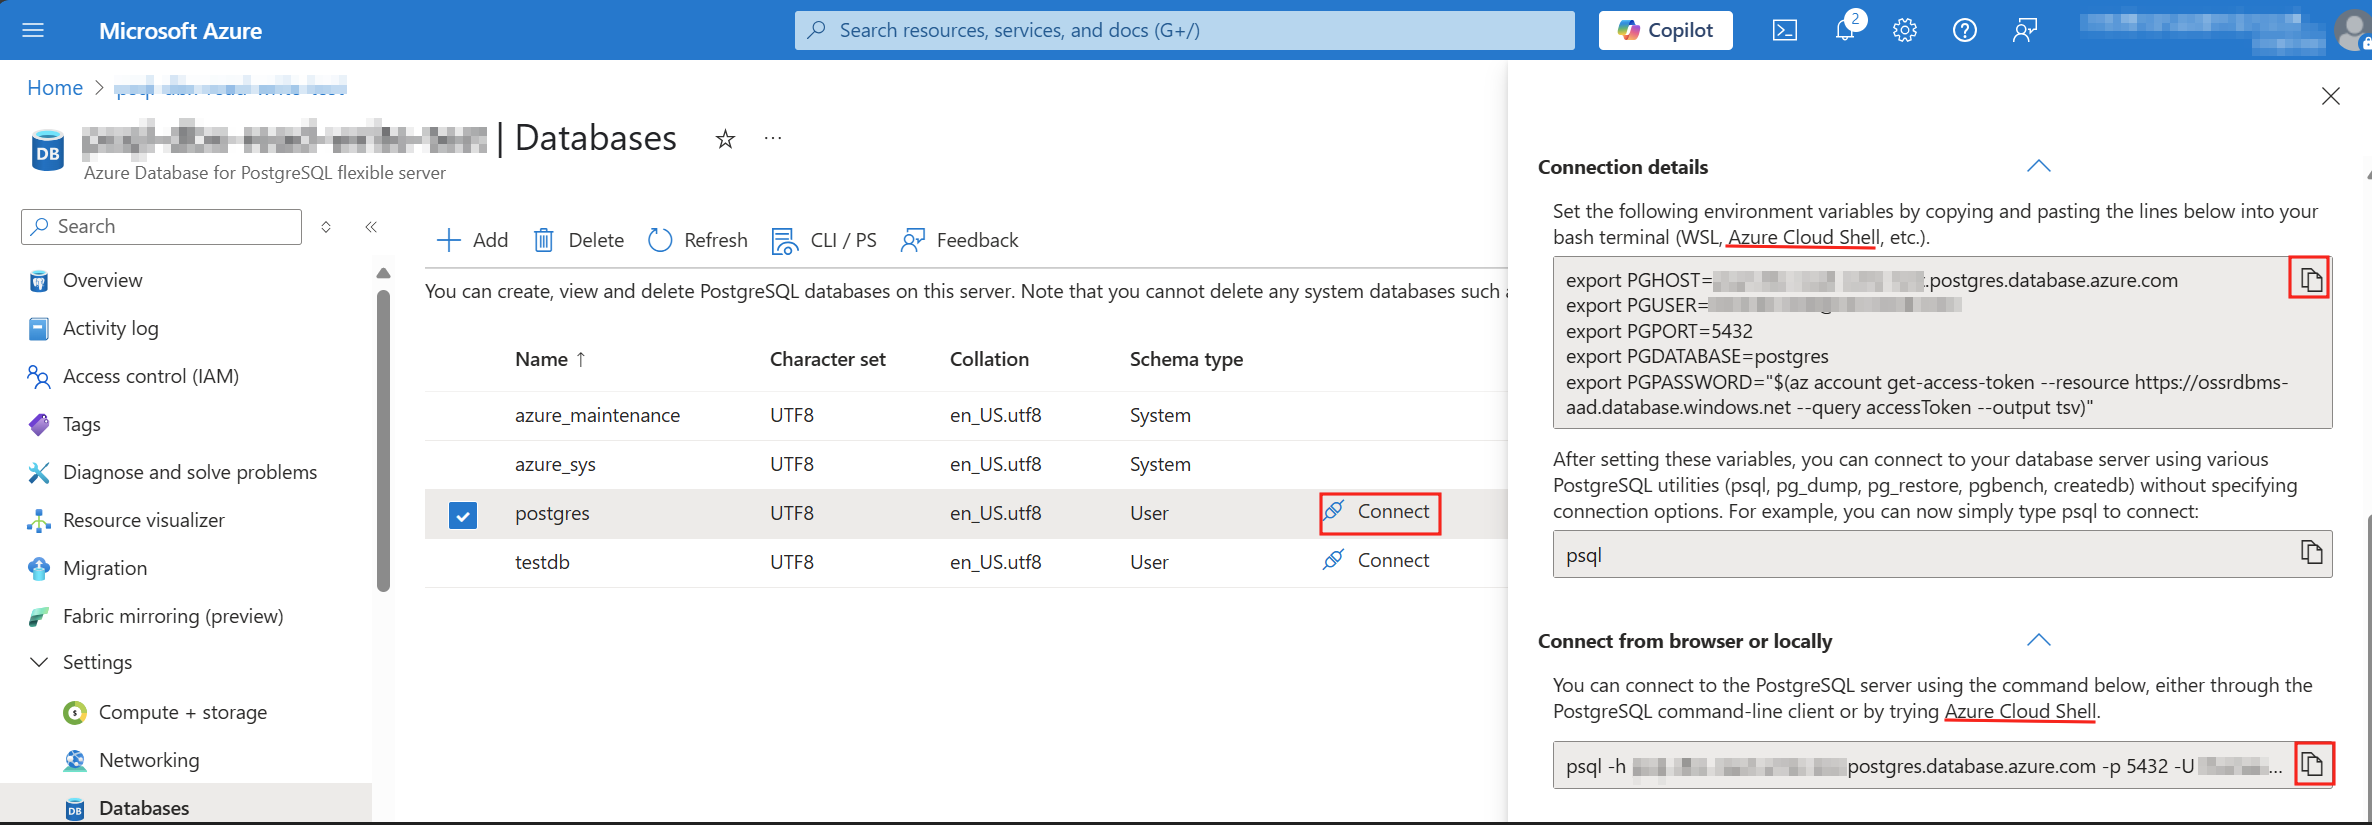 Microsoft Azure
Search resources, services, and docs (G+/)
Copilot
2
Home >
| Databases
DB
Azure Database for PostgreSQL flexible server
Search
Overview
Activity log
Access control (IAM)
Tags
Diagnose and solve problems
Resource visualizer
Migration
Fabric mirroring (preview)
Settings
Compute + storage
Networking
DB Databases
Add Delete Refresh CLI / PS Feedback
You can create, view and delete PostgreSQL databases on this server. Note that you cannot delete any system databases such
Name ↑ Character set Collation Schema type
azure_maintenance UTF8 en_US.utf8 System
azure_sys UTF8 en_US.utf8 System
postgres UTF8 en_US.utf8 User Connect
testdb UTF8 en_US.utf8 User Connect
Connection details
Set the following environment variables by copying and pasting the lines below into your
bash terminal (WSL, Azure Cloud Shell, etc.).
export PGHOST= .postgres.database.azure.com
export PGUSER=
export PGPORT=5432
export PGDATABASE=postgres
export PGPASSWORD="$(az account get-access-token --resource https://ossrdbms-
aad.database.windows.net --query accessToken --output tsv)"
After setting these variables, you can connect to your database server using various
PostgreSQL utilities (psql, pg_dump, pg_restore, pgbench, createdb) without specifying
connection options. For example, you can now simply type psql to connect:
psql
Connect from browser or locally
You can connect to the PostgreSQL server using the command below, either through the
PostgreSQL command-line client or by trying Azure Cloud Shell.
psql -h postgres.database.azure.com -p 5432 -U ...